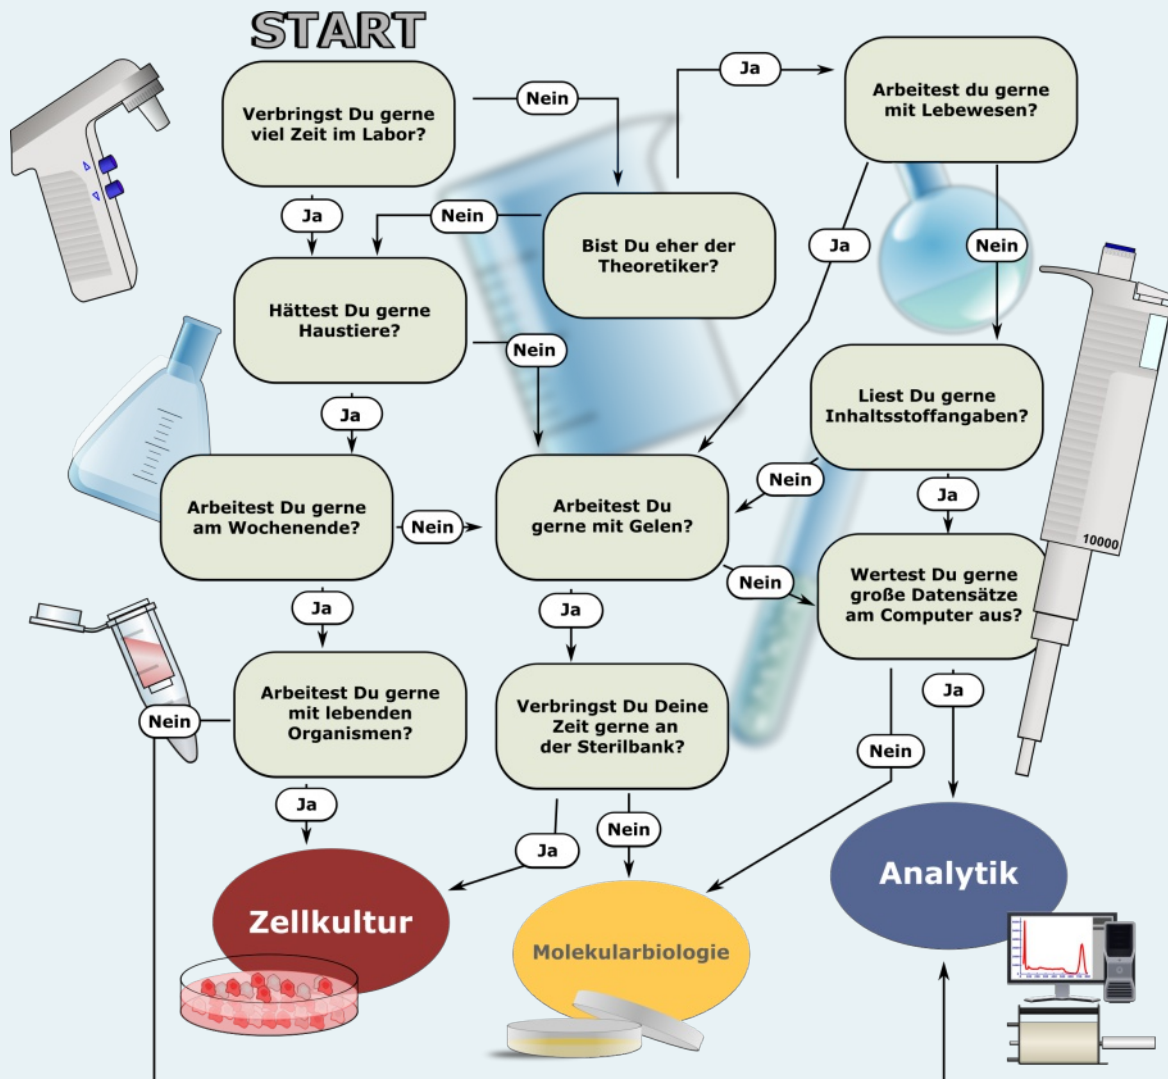 START
Verbringst Du gerne
viel Zeit im Labor?
Nein
Ja
Arbeitest du gerne
mit Lebewesen?
Ja
Nein
Bist Du eher der
Theoretiker?
Ja
Nein
Hättest Du gerne
Haustiere?
Nein
Liest Du gerne
Inhaltsstoffangaben?
Ja
Nein
Ja
Arbeitest Du gerne
am Wochenende?
Nein
Arbeitest Du
gerne mit Gelen?
Nein
Wertest Du gerne
große Datensätze
am Computer aus?
10000
Ja
Ja
Arbeitest Du gerne
mit lebenden
Organismen?
Nein
Verbringst Du Deine
Zeit gerne an
der Sterilbank?
Ja
Nein
Ja
Nein
Ja
Zellkultur
Molekularbiologie
Analytik